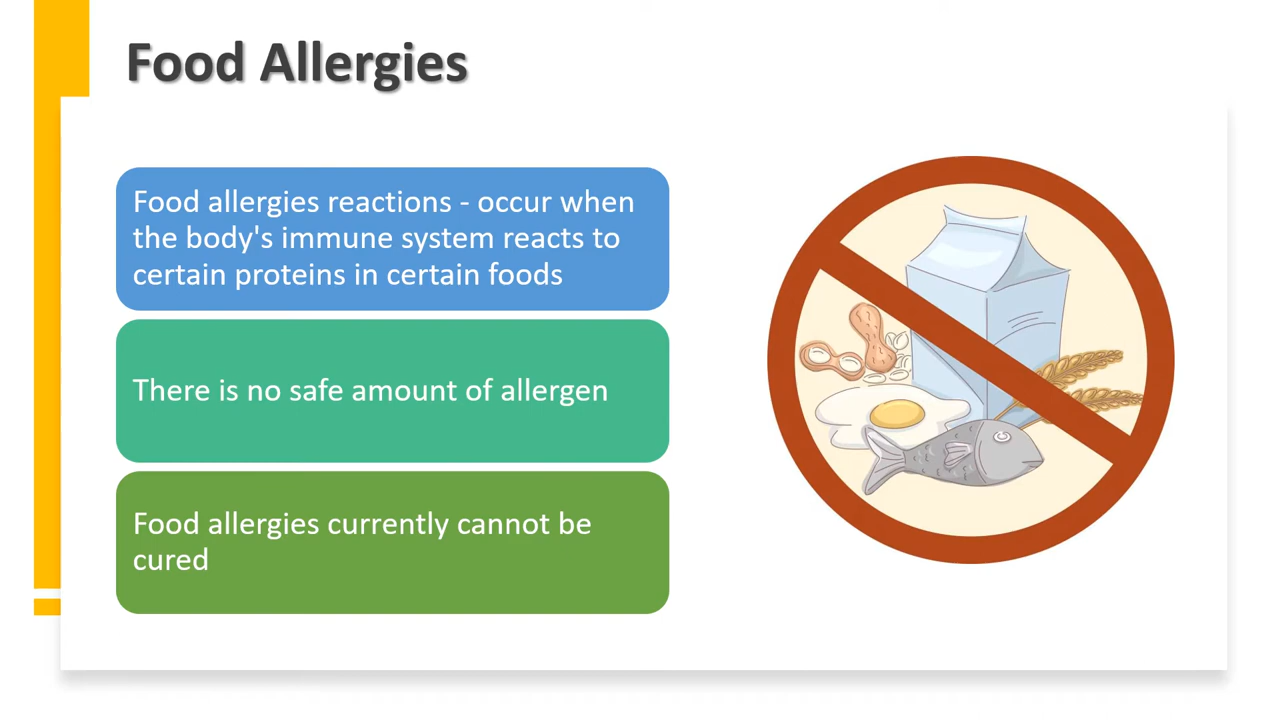 Food Allergies
Food allergies reactions - occur when
the body's immune system reacts to
certain proteins in certain foods
There is no safe amount of allergen
Food allergies currently cannot be
cured